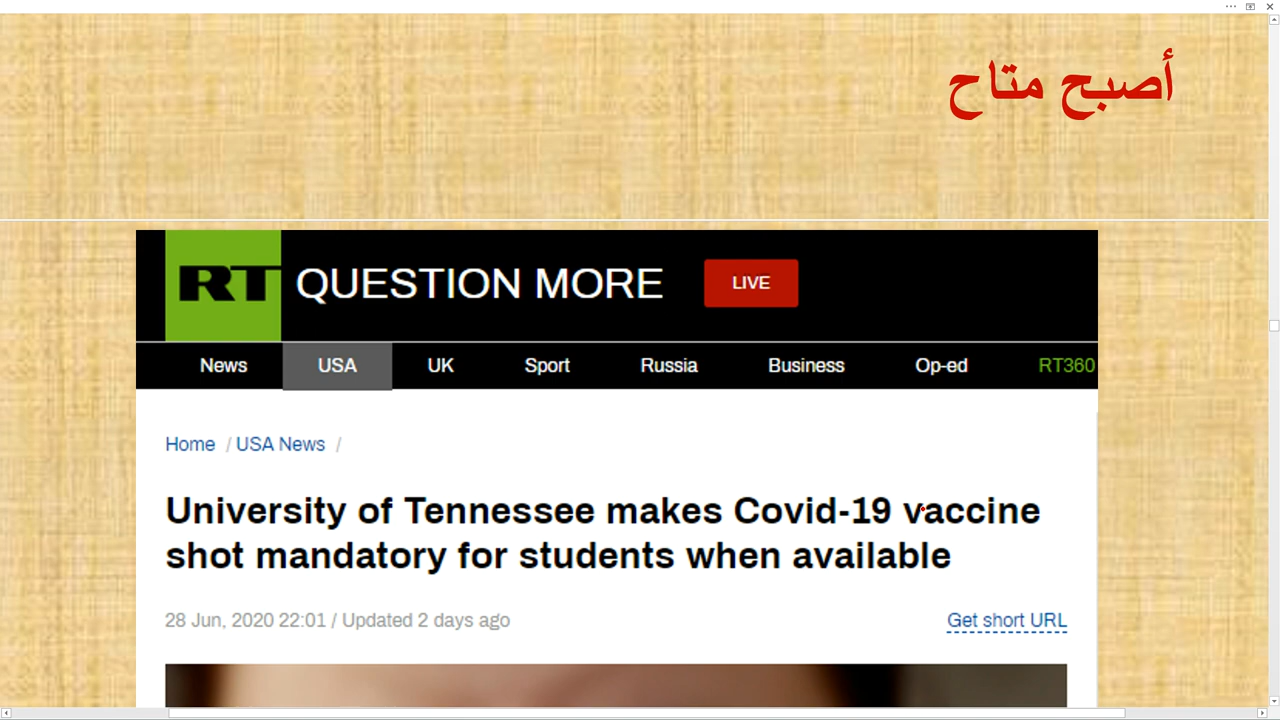 أصبح متاح
RT QUESTION MORE LIVE
News USA UK Sport Russia Business Op-ed RT360
Home / USA News /
University of Tennessee makes Covid-19 vaccine
shot mandatory for students when available
28 Jun, 2020 22:01 / Updated 2 days ago Get short URL